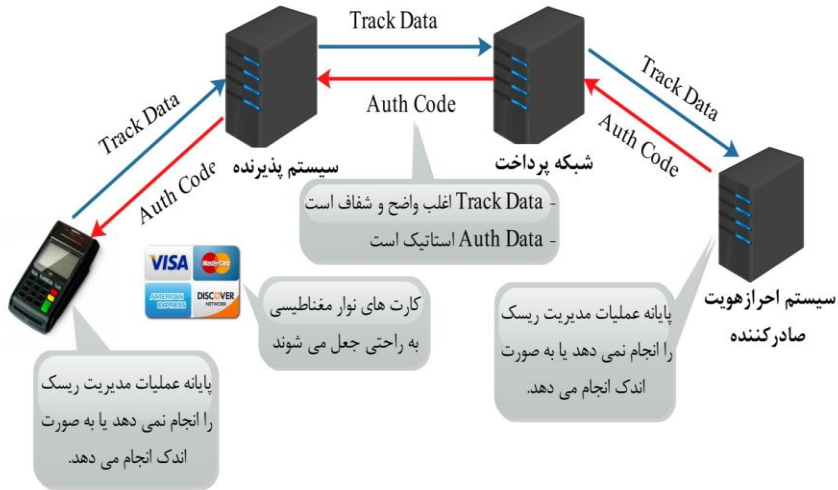 Track Data
Auth Code
Track Data
Auth Code
Track Data
Auth Code
سیستم پذیرنده
شبکه پرداخت
سیستم احرازهویت
صادرکننده
- Track Data اغلب واضح و شفاف است
- Auth Data استاتیک است
VISA
MasterCard
AMERICAN
EXPRESS
DISCOVER
NETWORK
کارت های نوار مغناطیسی
به راحتی جعل می شوند
پایانه عملیات مدیریت ریسک
را انجام نمی دهد یا به صورت
اندک انجام می دهد.
پایانه عملیات مدیریت ریسک
را انجام نمی دهد یا به صورت
اندک انجام می دهد.